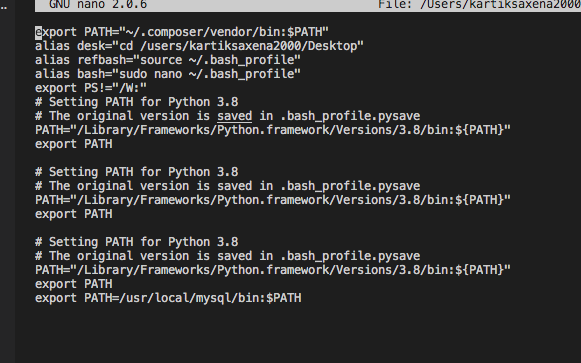 GNU nano 2.0.6 File: /Users/kartiksaxena2000/
export PATH="~/.composer/vendor/bin:$PATH"
alias desk="cd /users/kartiksaxena2000/Desktop"
alias refbash="source ~/.bash_profile"
alias bash="sudo nano ~/.bash_profile"
export PS!="/W:"
# Setting PATH for Python 3.8
# The original version is saved in .bash_profile.pysave
PATH="/Library/Frameworks/Python.framework/Versions/3.8/bin:${PATH}"
export PATH
# Setting PATH for Python 3.8
# The original version is saved in .bash_profile.pysave
PATH="/Library/Frameworks/Python.framework/Versions/3.8/bin:${PATH}"
export PATH
# Setting PATH for Python 3.8
# The original version is saved in .bash_profile.pysave
PATH="/Library/Frameworks/Python.framework/Versions/3.8/bin:${PATH}"
export PATH
export PATH=/usr/local/mysql/bin:$PATH